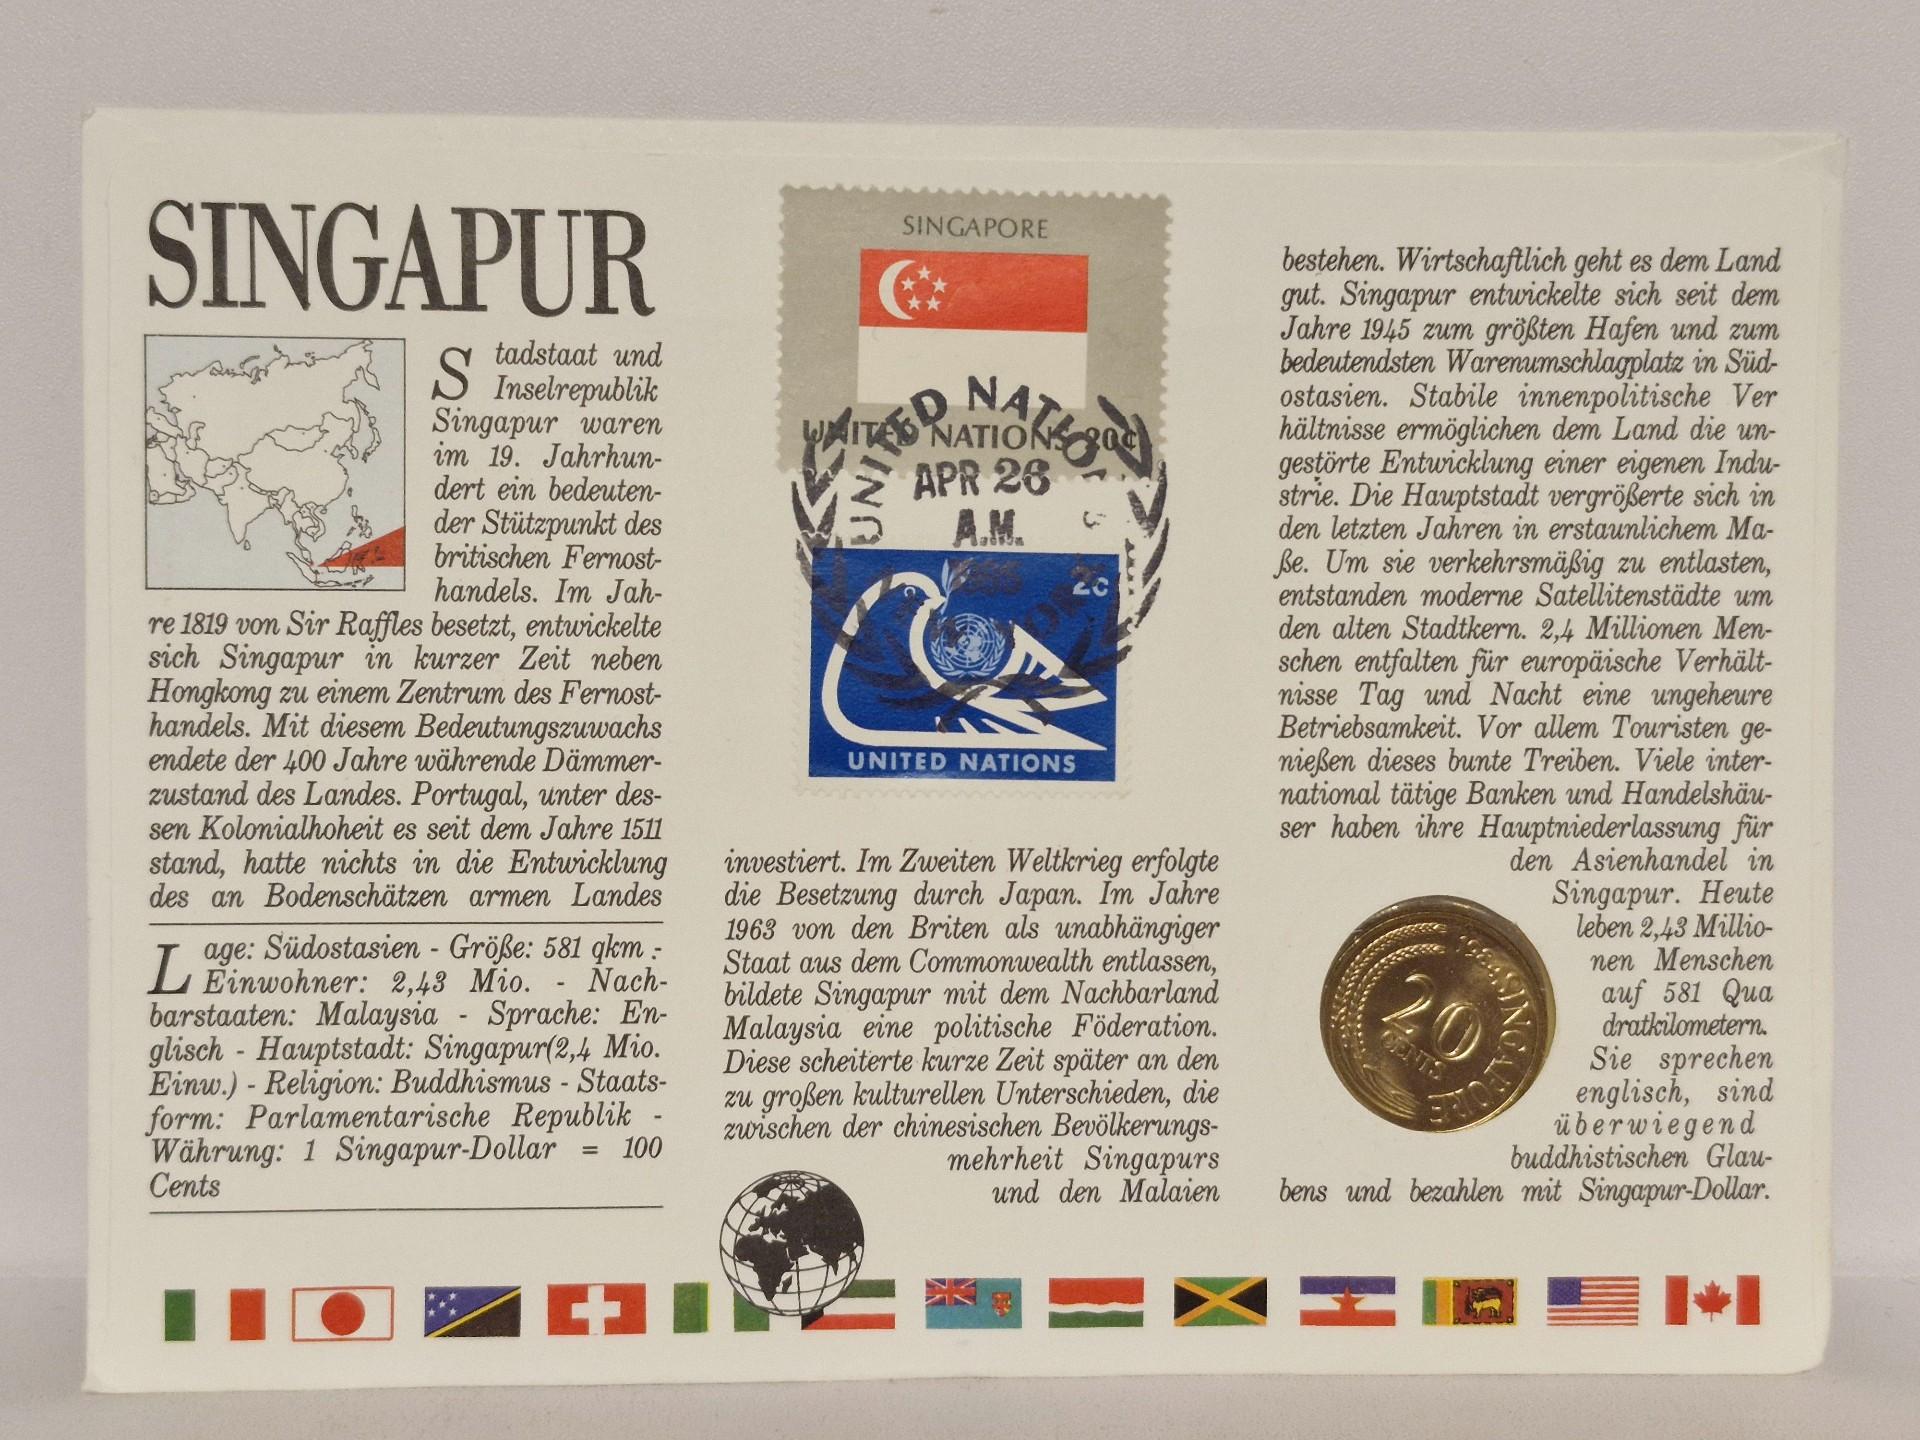 SINGAPUR
Stadstaat und
Inselrepublik
Singapur waren
im 19. Jahrhun-
dert ein bedeuten-
der Stützpunkt des
britischen Fernost-
handels. Im Jah-
re 1819 von Sir Raffles besetzt, entwickelte
sich Singapur in kurzer Zeit neben
Hongkong zu einem Zentrum des Fernost-
handels. Mit diesem Bedeutungszuwachs
endete der 400 Jahre währende Dämmer-
zustand des Landes. Portugal, unter des-
sen Kolonialhoheit es seit dem Jahre 1511
stand, hatte nichts in die Entwicklung
des an Bodenschätzen armen Landes
Lage: Südostasien - Größe: 581 qkm -
Einwohner: 2,43 Mio. - Nach-
barstaaten: Malaysia - Sprache: En-
glisch - Hauptstadt: Singapur(2,4 Mio.
Einw.) - Religion: Buddhismus - Staats-
form: Parlamentarische Republik -
Währung: 1 Singapur-Dollar = 100
Cents
SINGAPORE
UNITED NATIONS 20c
UNITED NATIONS
APR 26
A.M.
2c
UNITED NATIONS
investiert. Im Zweiten Weltkrieg erfolgte
die Besetzung durch Japan. Im Jahre
1963 von den Briten als unabhängiger
Staat aus dem Commonwealth entlassen,
bildete Singapur mit dem Nachbarland
Malaysia eine politische Föderation.
Diese scheiterte kurze Zeit später an den
zu großen kulturellen Unterschieden, die
zwischen der chinesischen Bevölkerungs-
mehrheit Singapurs
und den Malaien
bestehen. Wirtschaftlich geht es dem Land
gut. Singapur entwickelte sich seit dem
Jahre 1945 zum größten Hafen und zum
bedeutendsten Warenumschlagplatz in Süd-
ostasien. Stabile innenpolitische Ver
hältnisse ermöglichen dem Land die un-
gestörte Entwicklung einer eigenen Indu-
strie. Die Hauptstadt vergrößerte sich in
den letzten Jahren in erstaunlichem Ma-
ße. Um sie verkehrsmäßig zu entlasten,
entstanden moderne Satellitenstädte um
den alten Stadtkern. 2,4 Millionen Men-
schen entfalten für europäische Verhält-
nisse Tag und Nacht eine ungeheure
Betriebsamkeit. Vor allem Touristen ge-
nießen dieses bunte Treiben. Viele inter-
national tätige Banken und Handelshäu-
ser haben ihre Hauptniederlassung für
den Asienhandel in
Singapur. Heute
leben 2,43 Millio-
nen Menschen
auf 581 Qua
dratkilometern.
Sie sprechen
englisch, sind
überwiegend
buddhistischen Glau-
bens und bezahlen mit Singapur-Dollar.
SINGAPORE
20
CENTS